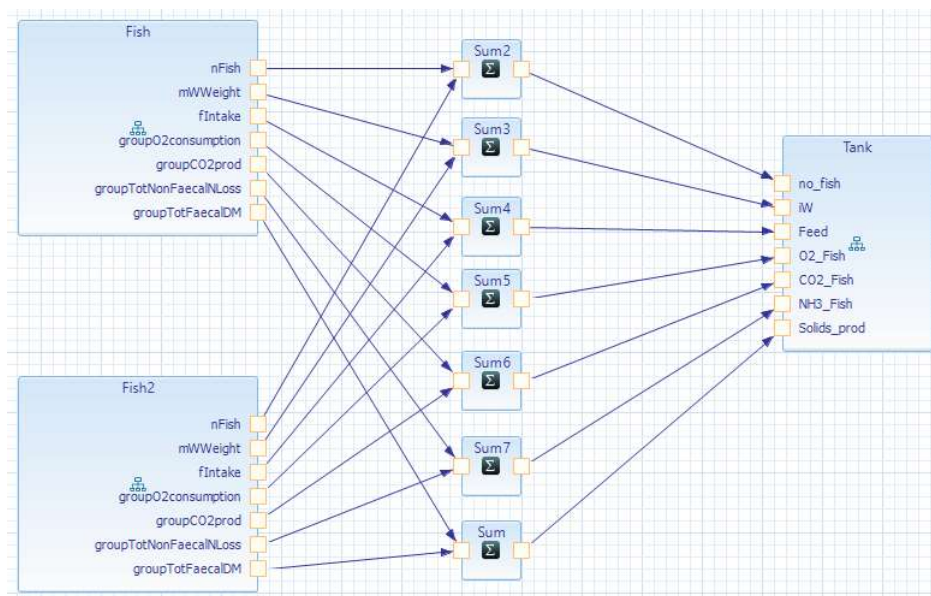 Fish
nFish
mWWeight
fIntake
groupO2consumption
groupCO2prod
groupTotNonFaecalNLoss
groupTotFaecalDM
Fish2
nFish
mWWeight
fIntake
groupO2consumption
groupCO2prod
groupTotNonFaecalNLoss
groupTotFaecalDM
Sum2
Σ
Sum3
Σ
Sum4
Σ
Sum5
Σ
Sum6
Σ
Sum7
Σ
Sum
Σ
Tank
no_fish
iW
Feed
O2_Fish
CO2_Fish
NH3_Fish
Solids_prod